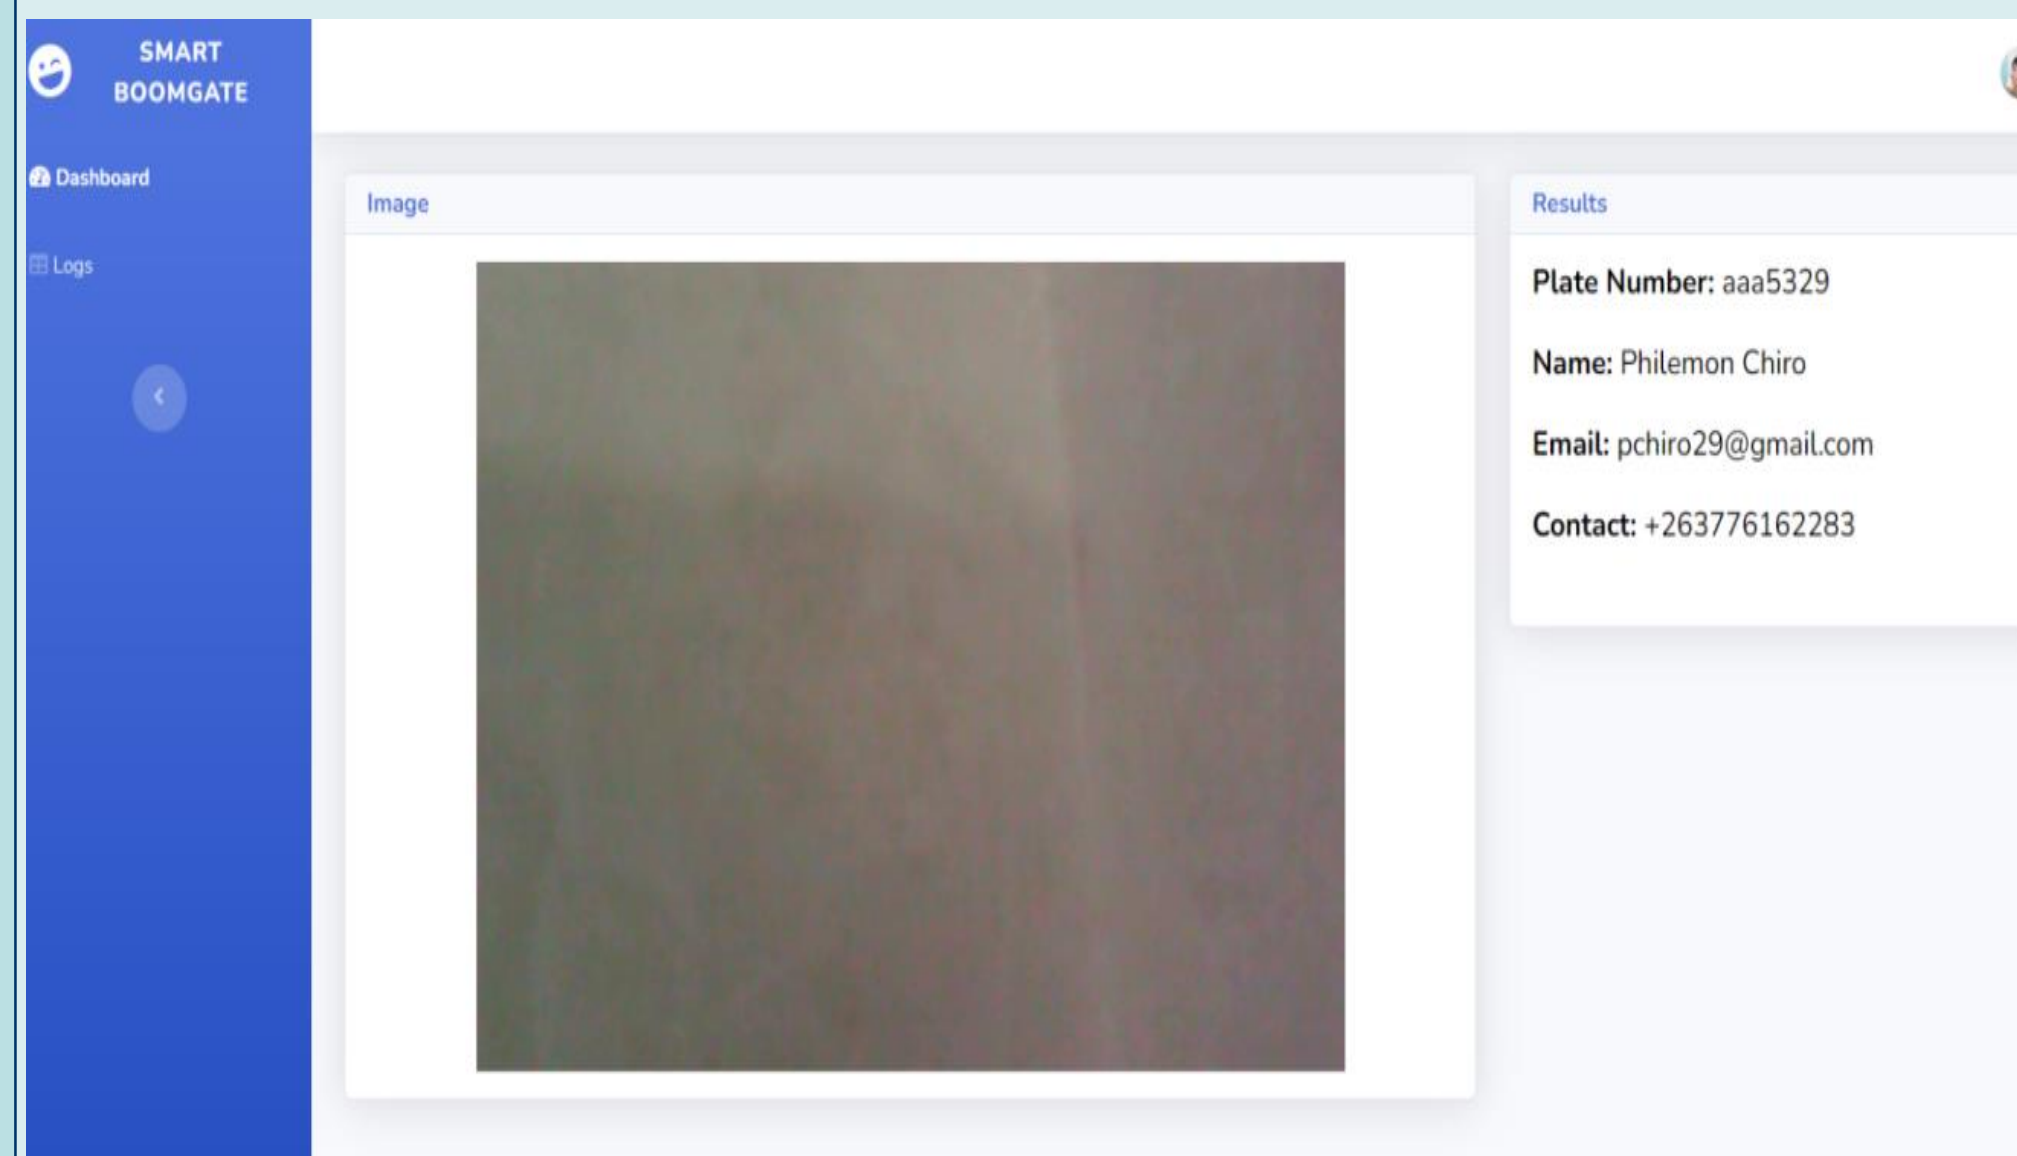 SMART
BOOMGATE
Dashboard
Logs
Image
Results
Plate Number: aaa5329
Name: Philemon Chiro
Email: pchiro29@gmail.com
Contact: +263776162283